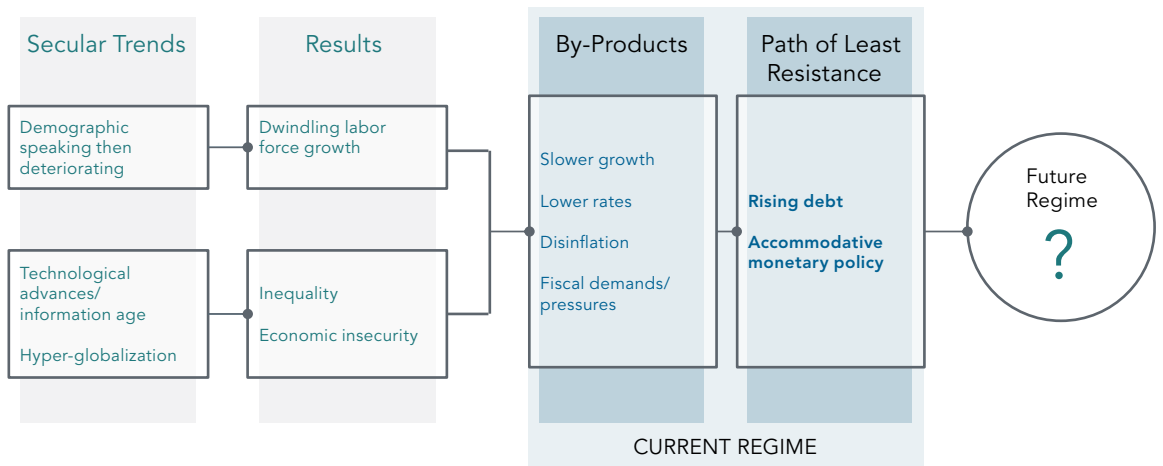 Secular Trends
Results
By-Products
Path of Least
Resistance
Demographic
speaking then
deteriorating
Dwindling labor
force growth
Technological
advances/
information age
Hyper-globalization
Inequality
Economic insecurity
Slower growth
Lower rates
Disinflation
Fiscal demands/
pressures
Rising debt
Accommodative
monetary policy
Future
Regime
?
CURRENT REGIME